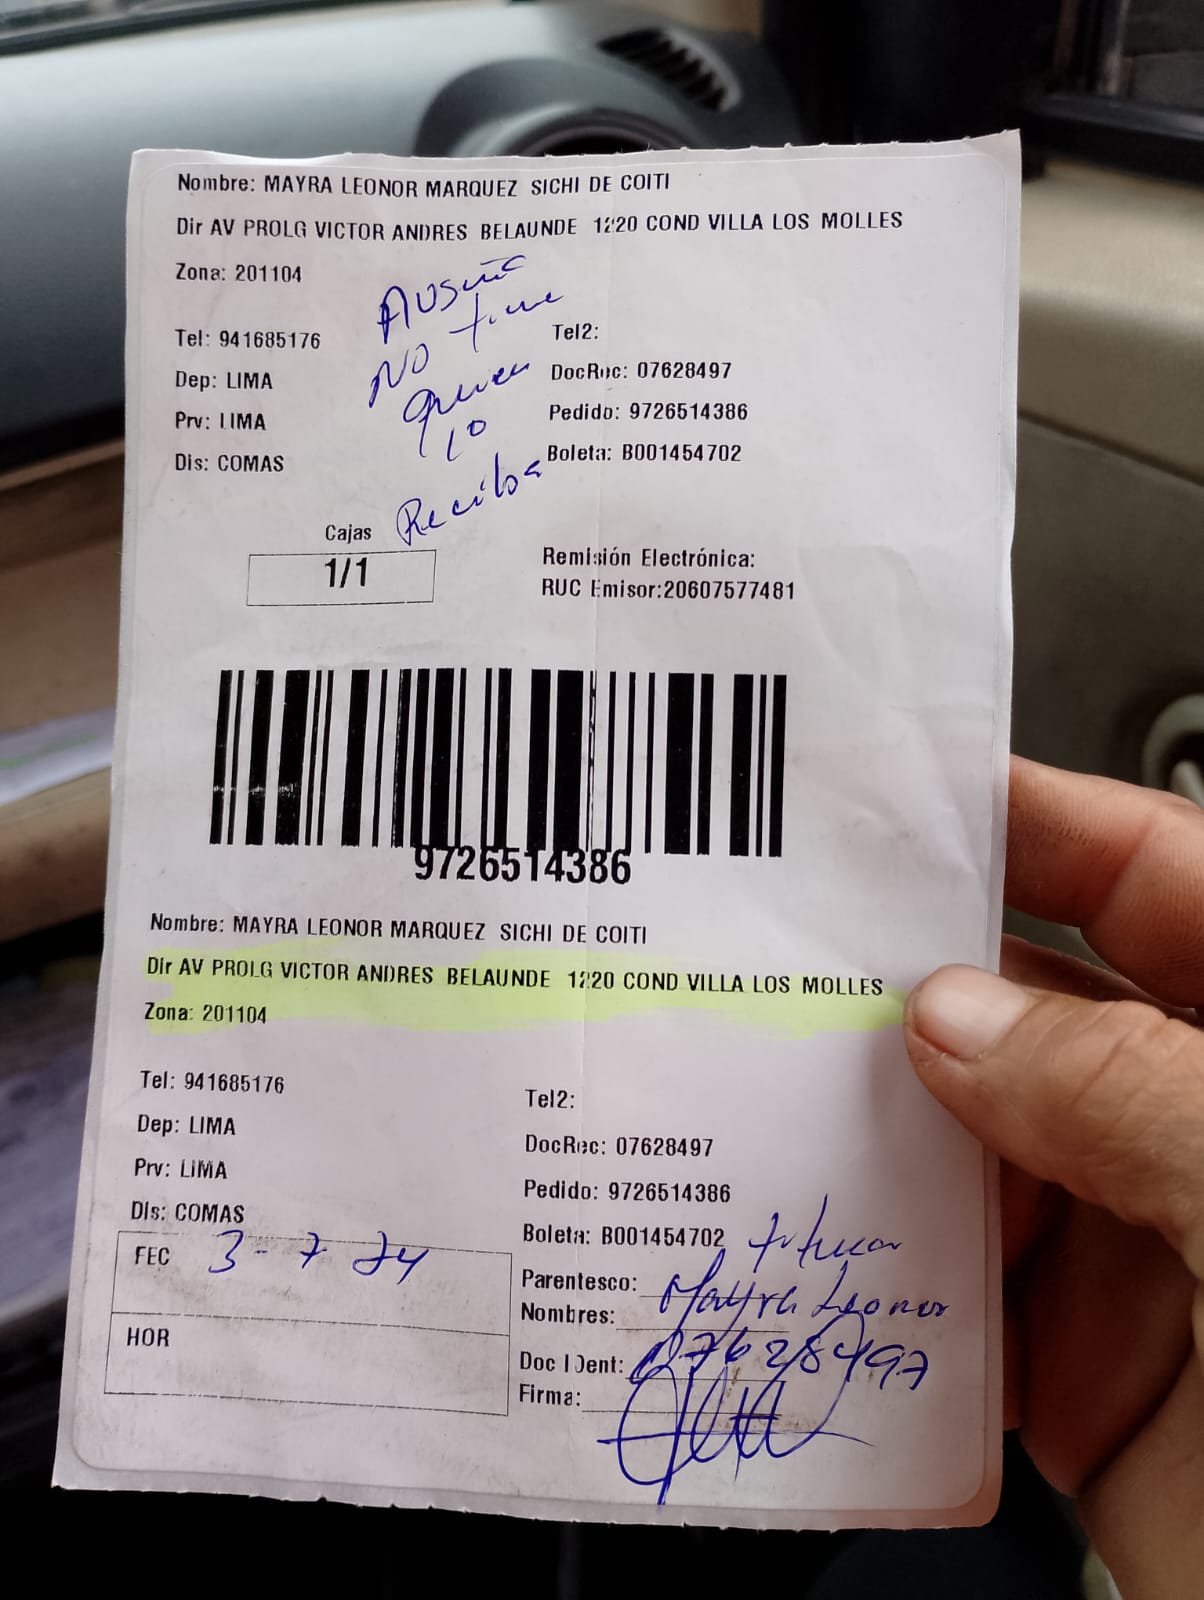 Nombre: MAYRA LEONOR MARQUEZ SICHI DE COITI
Dir AV PROLG VICTOR ANDRES BELAUNDE 1220 COND VILLA LOS MOLLES
Zona: 201104
Ausente
No tiene
quien
lo
Reciba
Tel: 941685176
Tel2:
Dep: LIMA
DocRec: 07628497
Prv: LIMA
Pedido: 9726514386
Dis: COMAS
Boleta: B001454702
Cajas
1/1
Remisión Electrónica:
RUC Emisor:20607577481
9726514386
Nombre: MAYRA LEONOR MARQUEZ SICHI DE COITI
Dir AV PROLG VICTOR ANDRES BELAUNDE 1220 COND VILLA LOS MOLLES
Zona: 201104
Tel: 941685176
Tel2:
Dep: LIMA
DocRec: 07628497
Prv: LIMA
Pedido: 9726514386
Dis: COMAS
Boleta: B001454702
FEC 3-7 24
Parentesco: titular
Nombres: Mayra Leonor
HOR
Doc IDent: 07628497
Firma: